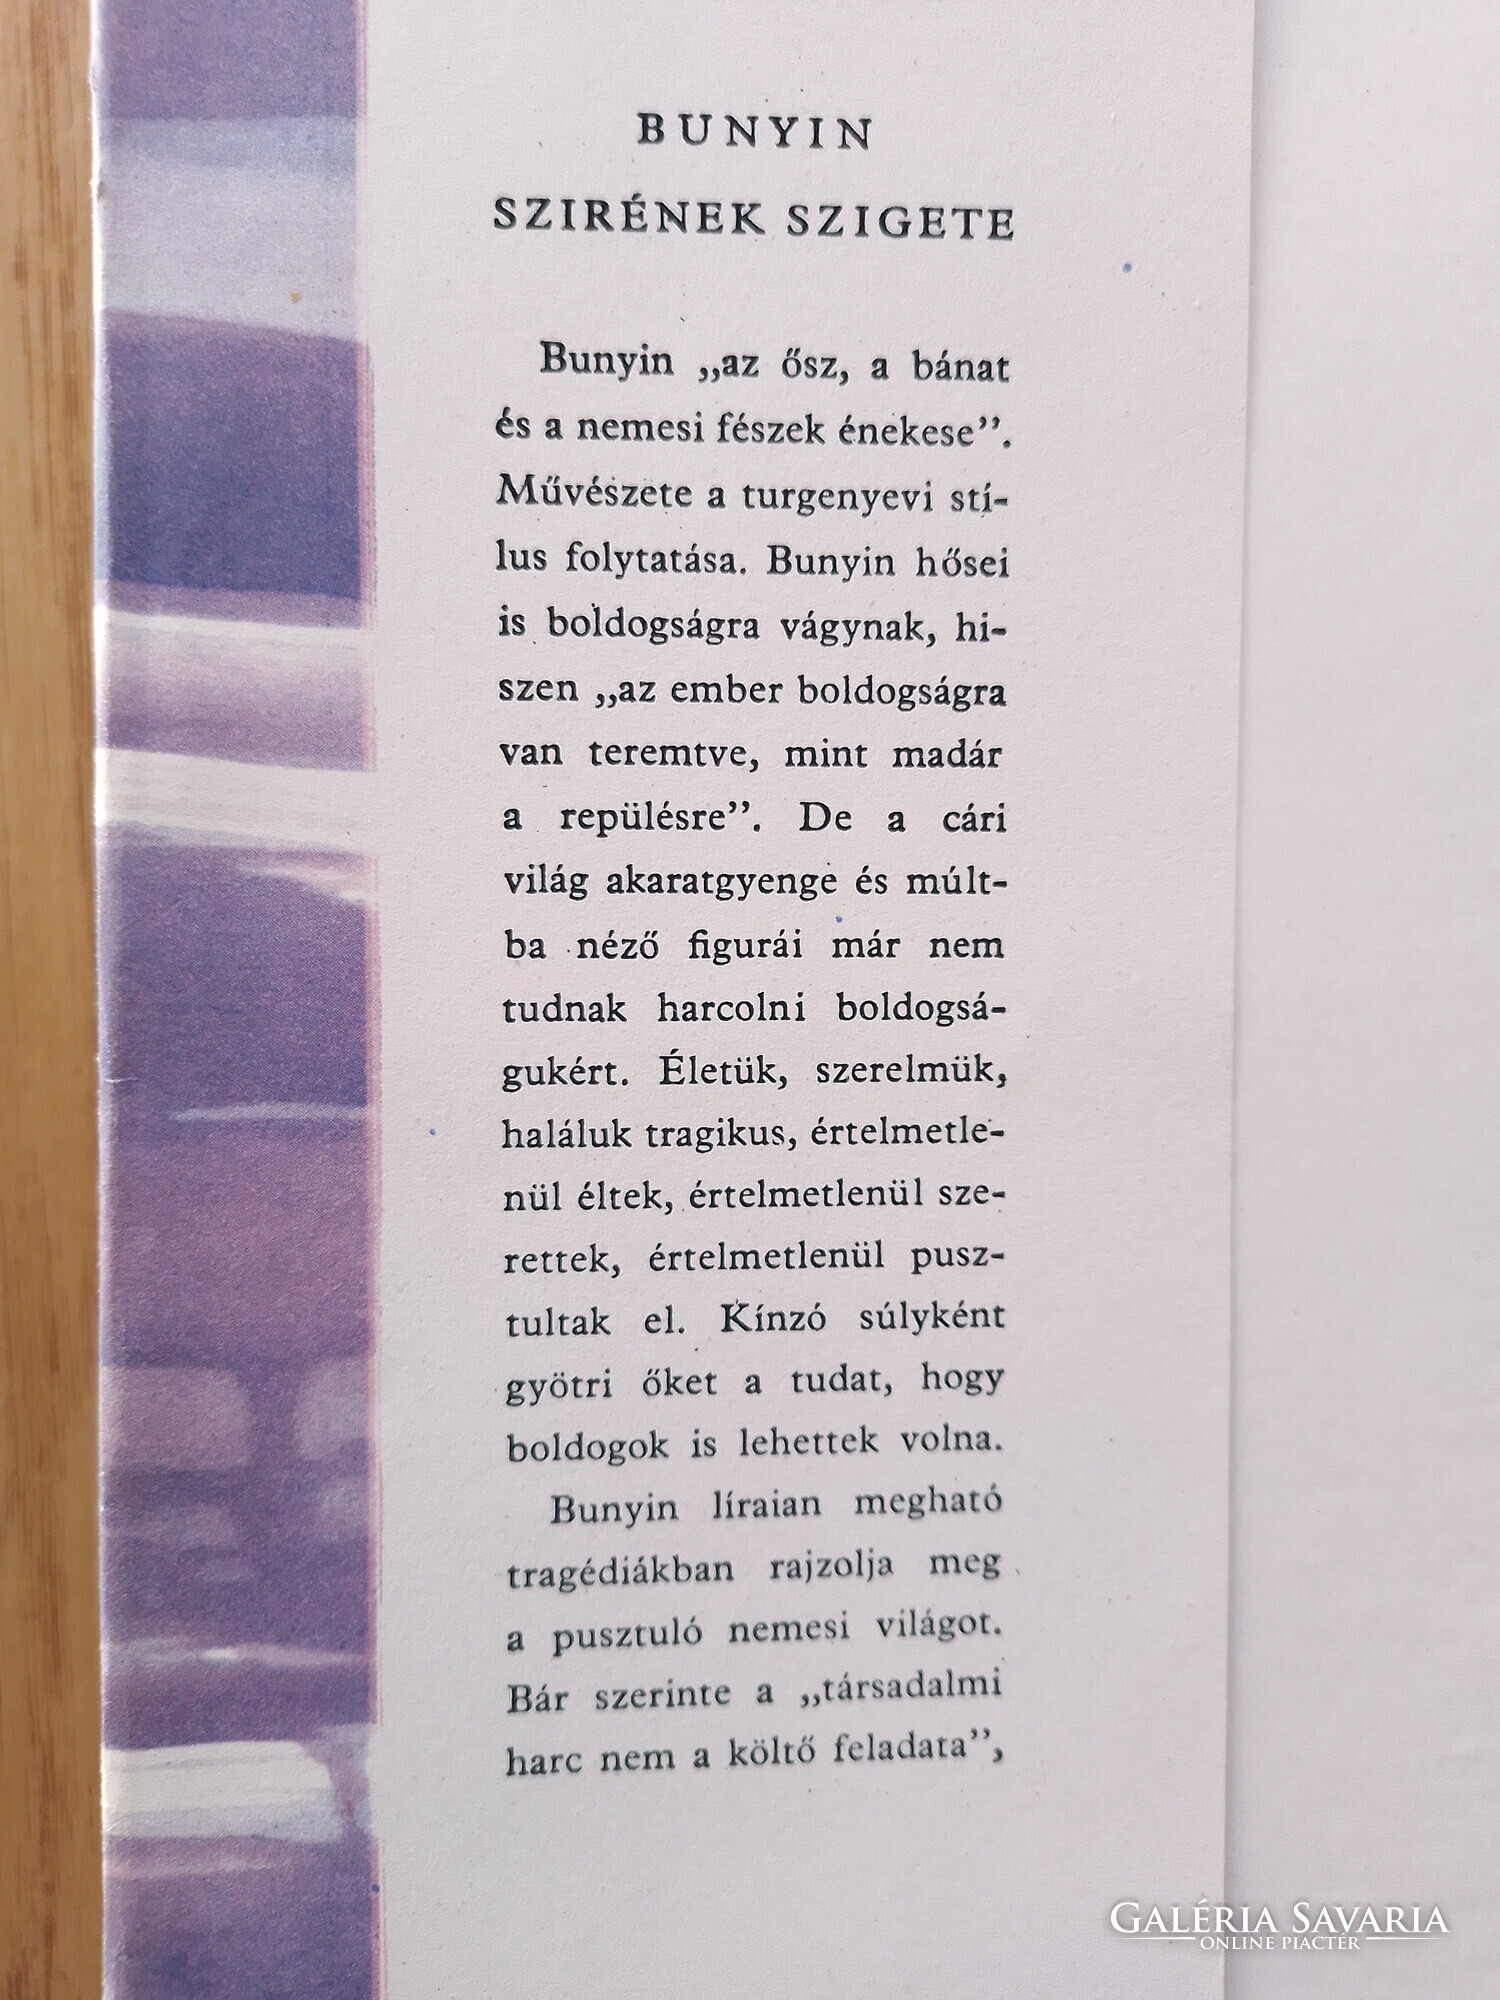 BUNYIN
SZIRÉNEK SZIGETE
Bunyin „az ősz, a bánat
és a nemesi fészek énekese”.
Művészete a turgenyevi stí-
lus folytatása. Bunyin hősei
is boldogságra vágynak, hi-
szen „az ember boldogságra
van teremtve, mint madár
a repülésre”. De a cári
világ akaratgyenge és múlt-
ba néző figurái már nem
tudnak harcolni boldogsá-
gukért. Életük, szerelmük,
haláluk tragikus, értelmetle-
nül éltek, értelmetlenül sze-
rettek, értelmetlenül pusz-
tultak el. Kínzó súlyként
gyötri őket a tudat, hogy
boldogok is lehettek volna.
Bunyin líraian megható
tragédiákban rajzolja meg
a pusztuló nemesi világot.
Bár szerinte a „társadalmi
harc nem a költő feladata”,
GALÉRIA SAVARIA
ONLINE PIACTÉR